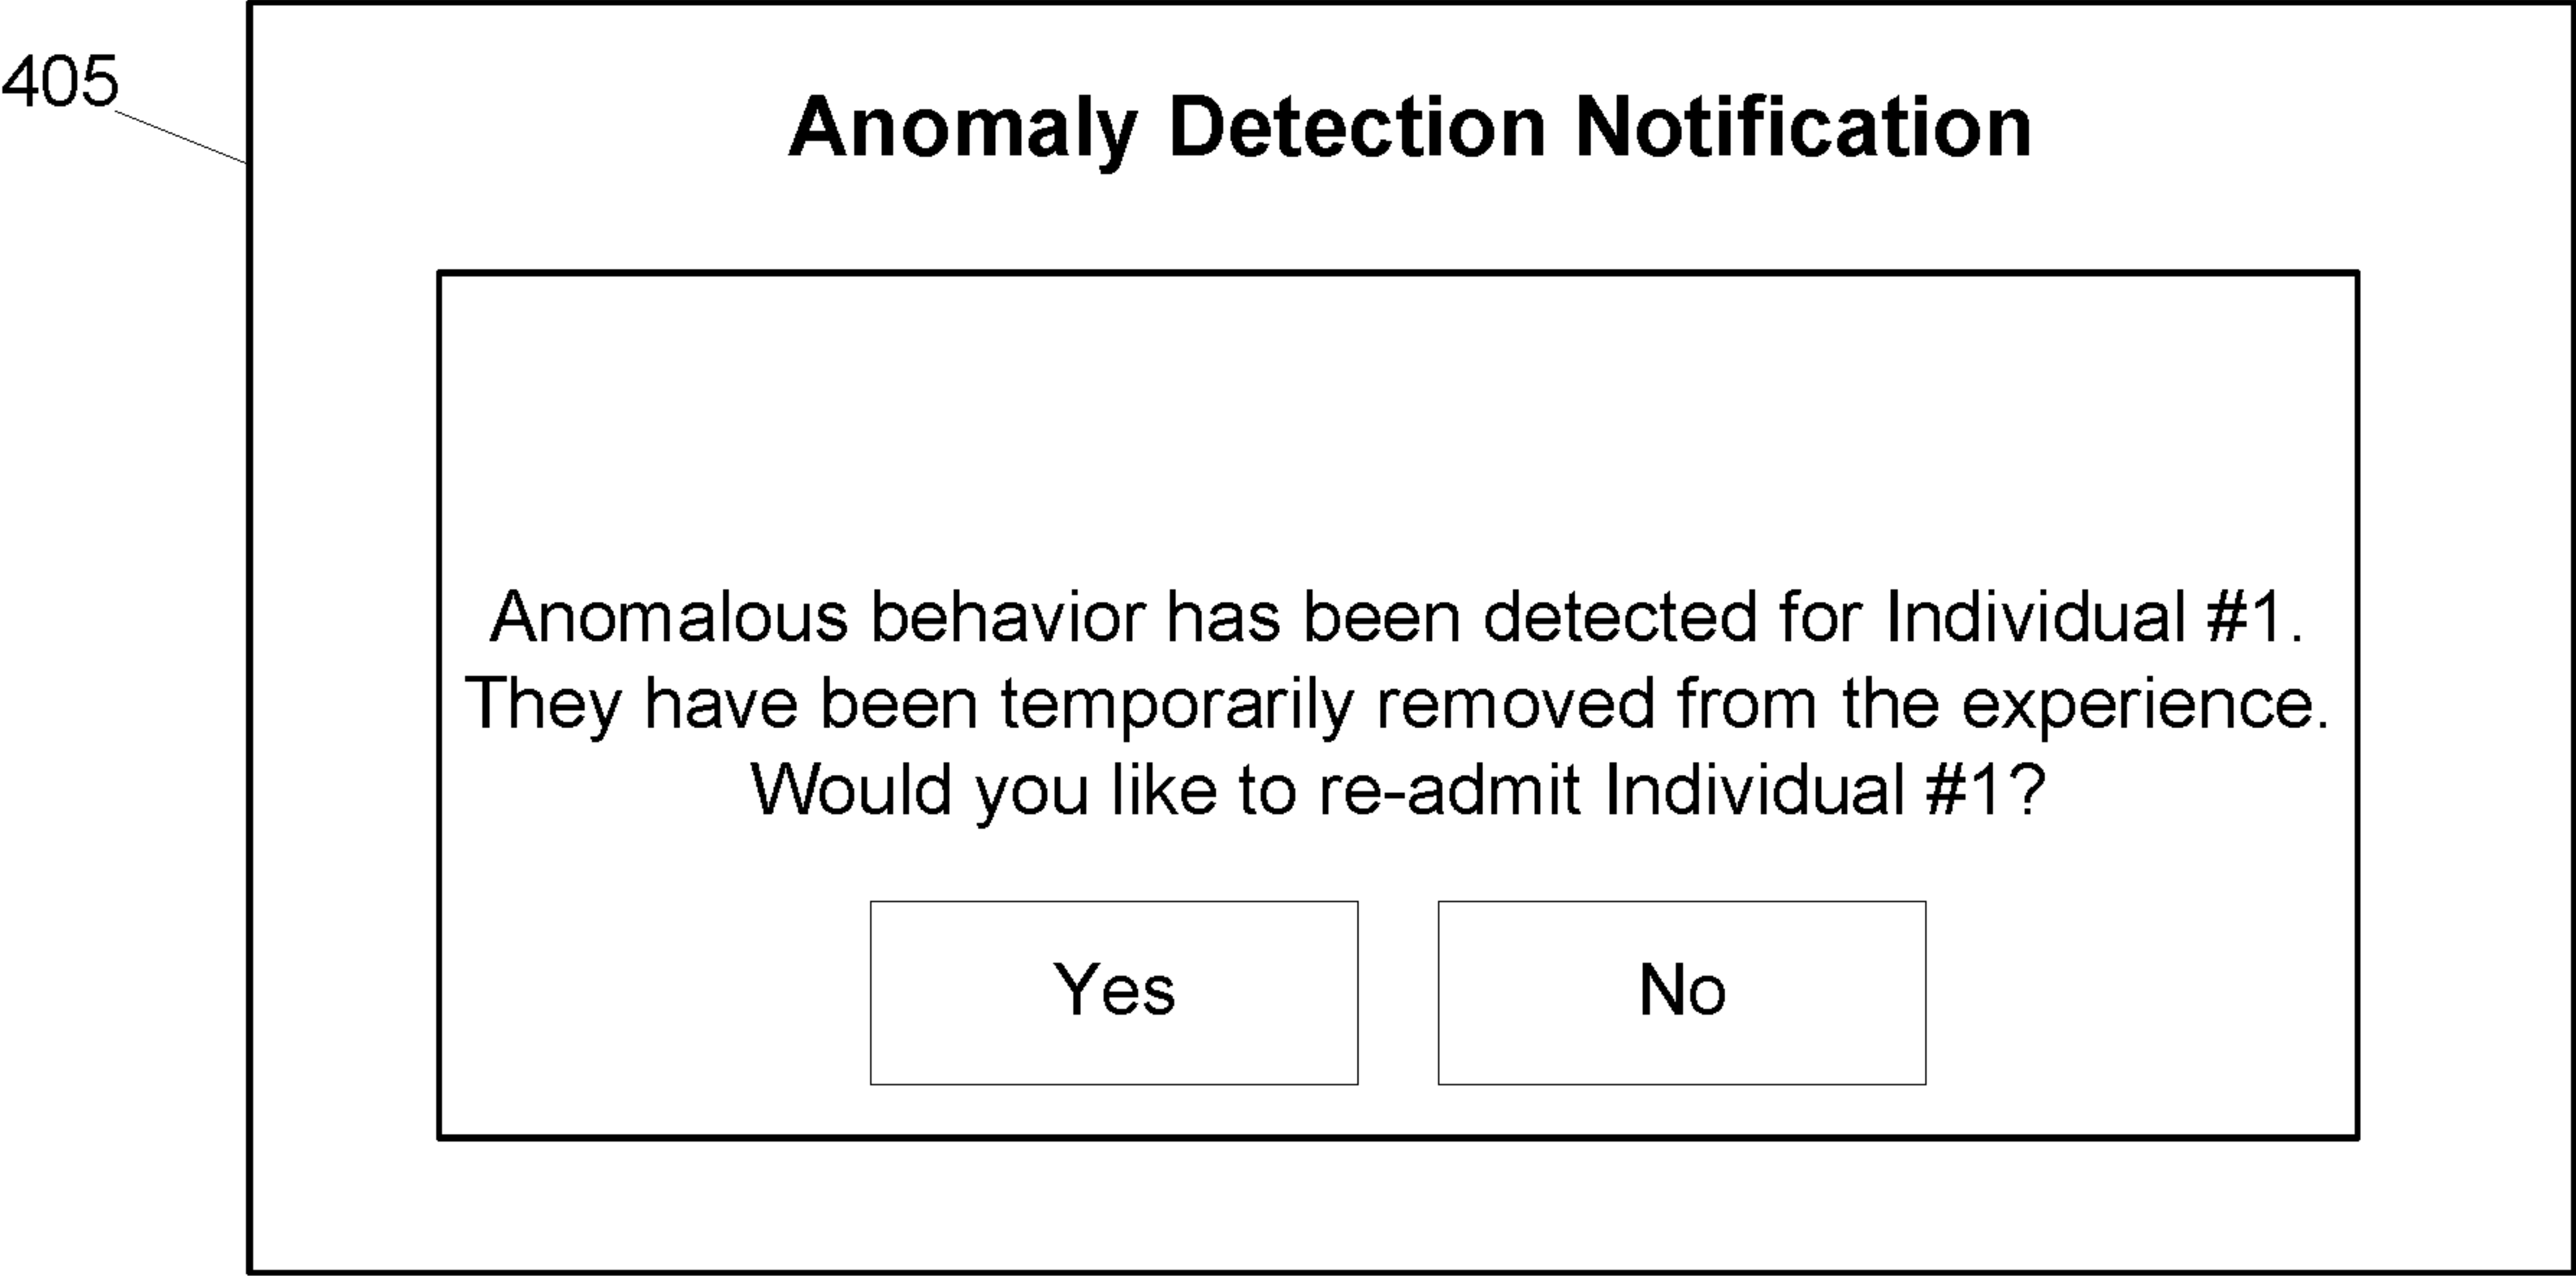 405
Anomaly Detection Notification
Anomalous behavior has been detected for Individual #1.
They have been temporarily removed from the experience.
Would you like to re-admit Individual #1?
Yes
No